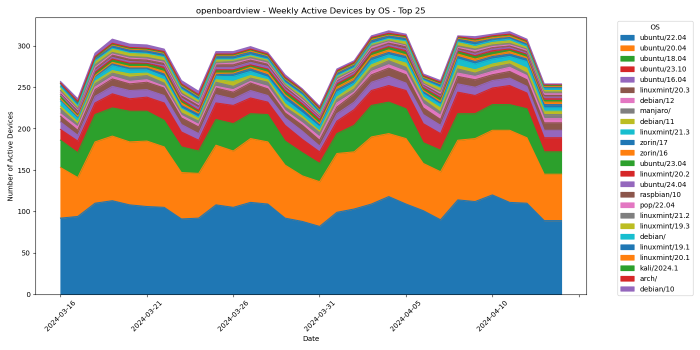 openboardview - Weekly Active Devices by OS - Top 25
Number of Active Devices
300
250
200
150
100
50
0
2024-03-16
2024-03-21
2024-03-26
2024-03-31
2024-04-05
2024-04-10
Date
OS
ubuntu/22.04
ubuntu/20.04
ubuntu/18.04
ubuntu/23.10
ubuntu/16.04
linuxmint/20.3
debian/12
manjaro/
debian/11
linuxmint/21.3
zorin/17
zorin/16
ubuntu/23.04
linuxmint/20.2
ubuntu/24.04
raspbian/10
pop/22.04
linuxmint/21.2
linuxmint/19.3
debian/
linuxmint/19.1
linuxmint/20.1
kali/2024.1
arch/
debian/10